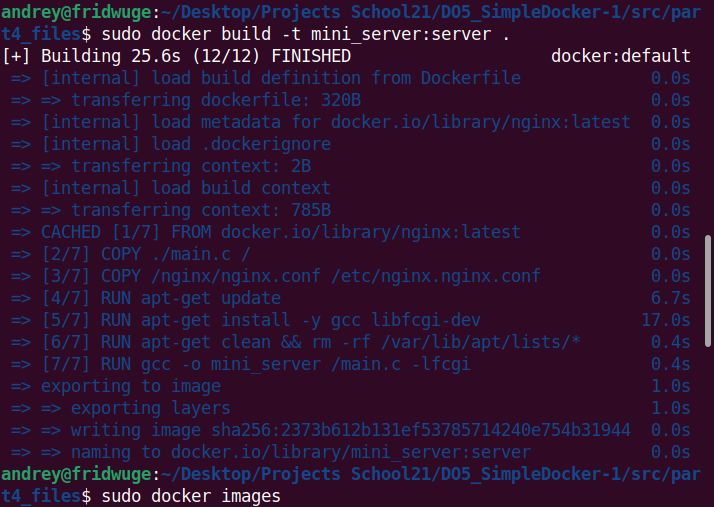 andrey@fridwuge:~/Desktop/Projects School21/DO5_SimpleDocker-1/src/par
t4_files$ sudo docker build -t mini_server:server .
[+] Building 25.6s (12/12) FINISHED docker:default
=> [internal] load build definition from Dockerfile 0.0s
=> => transferring dockerfile: 320B 0.0s
=> [internal] load metadata for docker.io/library/nginx:latest 0.0s
=> [internal] load .dockerignore 0.0s
=> => transferring context: 2B 0.0s
=> [internal] load build context 0.0s
=> => transferring context: 785B 0.0s
=> CACHED [1/7] FROM docker.io/library/nginx:latest 0.0s
=> [2/7] COPY ./main.c / 0.0s
=> [3/7] COPY /nginx/nginx.conf /etc/nginx.nginx.conf 0.0s
=> [4/7] RUN apt-get update 6.7s
=> [5/7] RUN apt-get install -y gcc libfcgi-dev 17.0s
=> [6/7] RUN apt-get clean && rm -rf /var/lib/apt/lists/* 0.4s
=> [7/7] RUN gcc -o mini_server /main.c -lfcgi 0.4s
=> exporting to image 1.0s
=> => exporting layers 1.0s
=> => writing image sha256:2373b612b131ef53785714240e754b31944 0.0s
=> => naming to docker.io/library/mini_server:server 0.0s
andrey@fridwuge:~/Desktop/Projects School21/DO5_SimpleDocker-1/src/par
t4_files$ sudo docker images